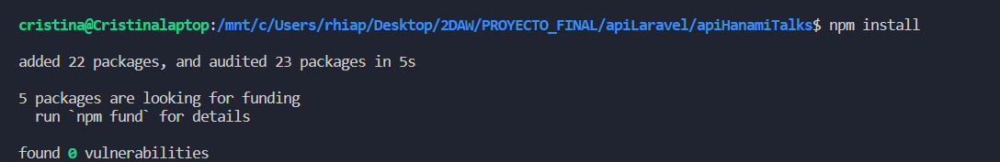 cristina@Cristinalaptop:/mnt/c/Users/rhiap/Desktop/2DAW/PROYECTO_FINAL/apiLaravel/apiHanamiTalks$ npm install
added 22 packages, and audited 23 packages in 5s
5 packages are looking for funding
  run `npm fund` for details
found 0 vulnerabilities